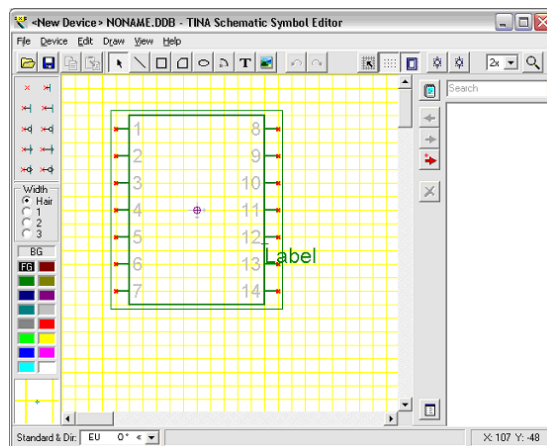 <New Device> NONAME.DDB - TINA Schematic Symbol Editor
File Device Edit Draw View Help
T
2x
Search
1 8
2 9
3 10
4 11
5 12
Label
6 13
7 14
Width
Hair
1
2
3
BG
FG
Standard & Dir: EU 0° <
X: 107 Y: -48